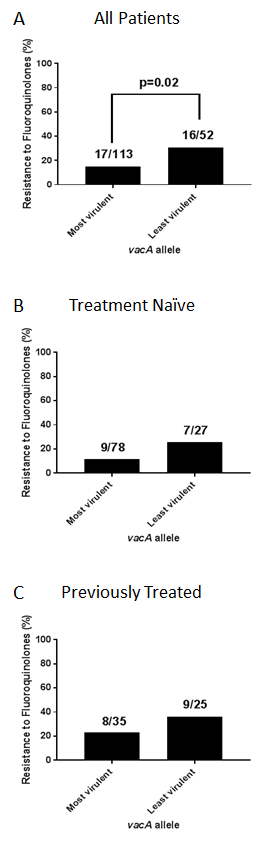 A All Patients
Resistance to Fluoroquinolones (%)
100
80
60
40
20
0
p=0.02
17/113
16/52
Most virulent
Least virulent
vacA allele
B Treatment Naïve
Resistance to Fluoroquinolones (%)
100
80
60
40
20
0
9/78
7/27
Most virulent
Least virulent
vacA allele
C Previously Treated
Resistance to Fluoroquinolones (%)
100
80
60
40
20
0
8/35
9/25
Most virulent
Least virulent
vacA allele